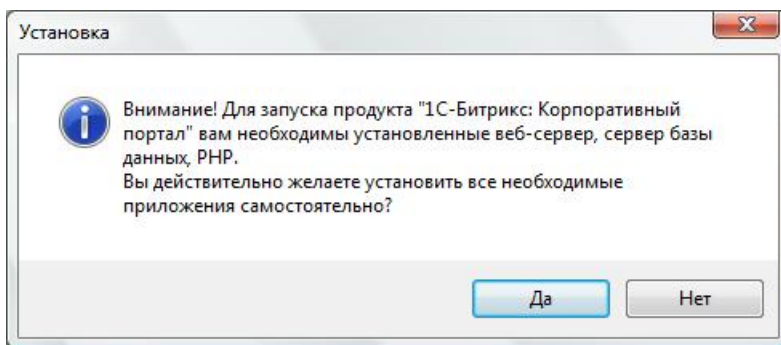 Установка
Внимание! Для запуска продукта "1С-Битрикс: Корпоративный
портал" вам необходимы установленные веб-сервер, сервер базы
данных, PHP.
Вы действительно желаете установить все необходимые
приложения самостоятельно?
Да
Нет